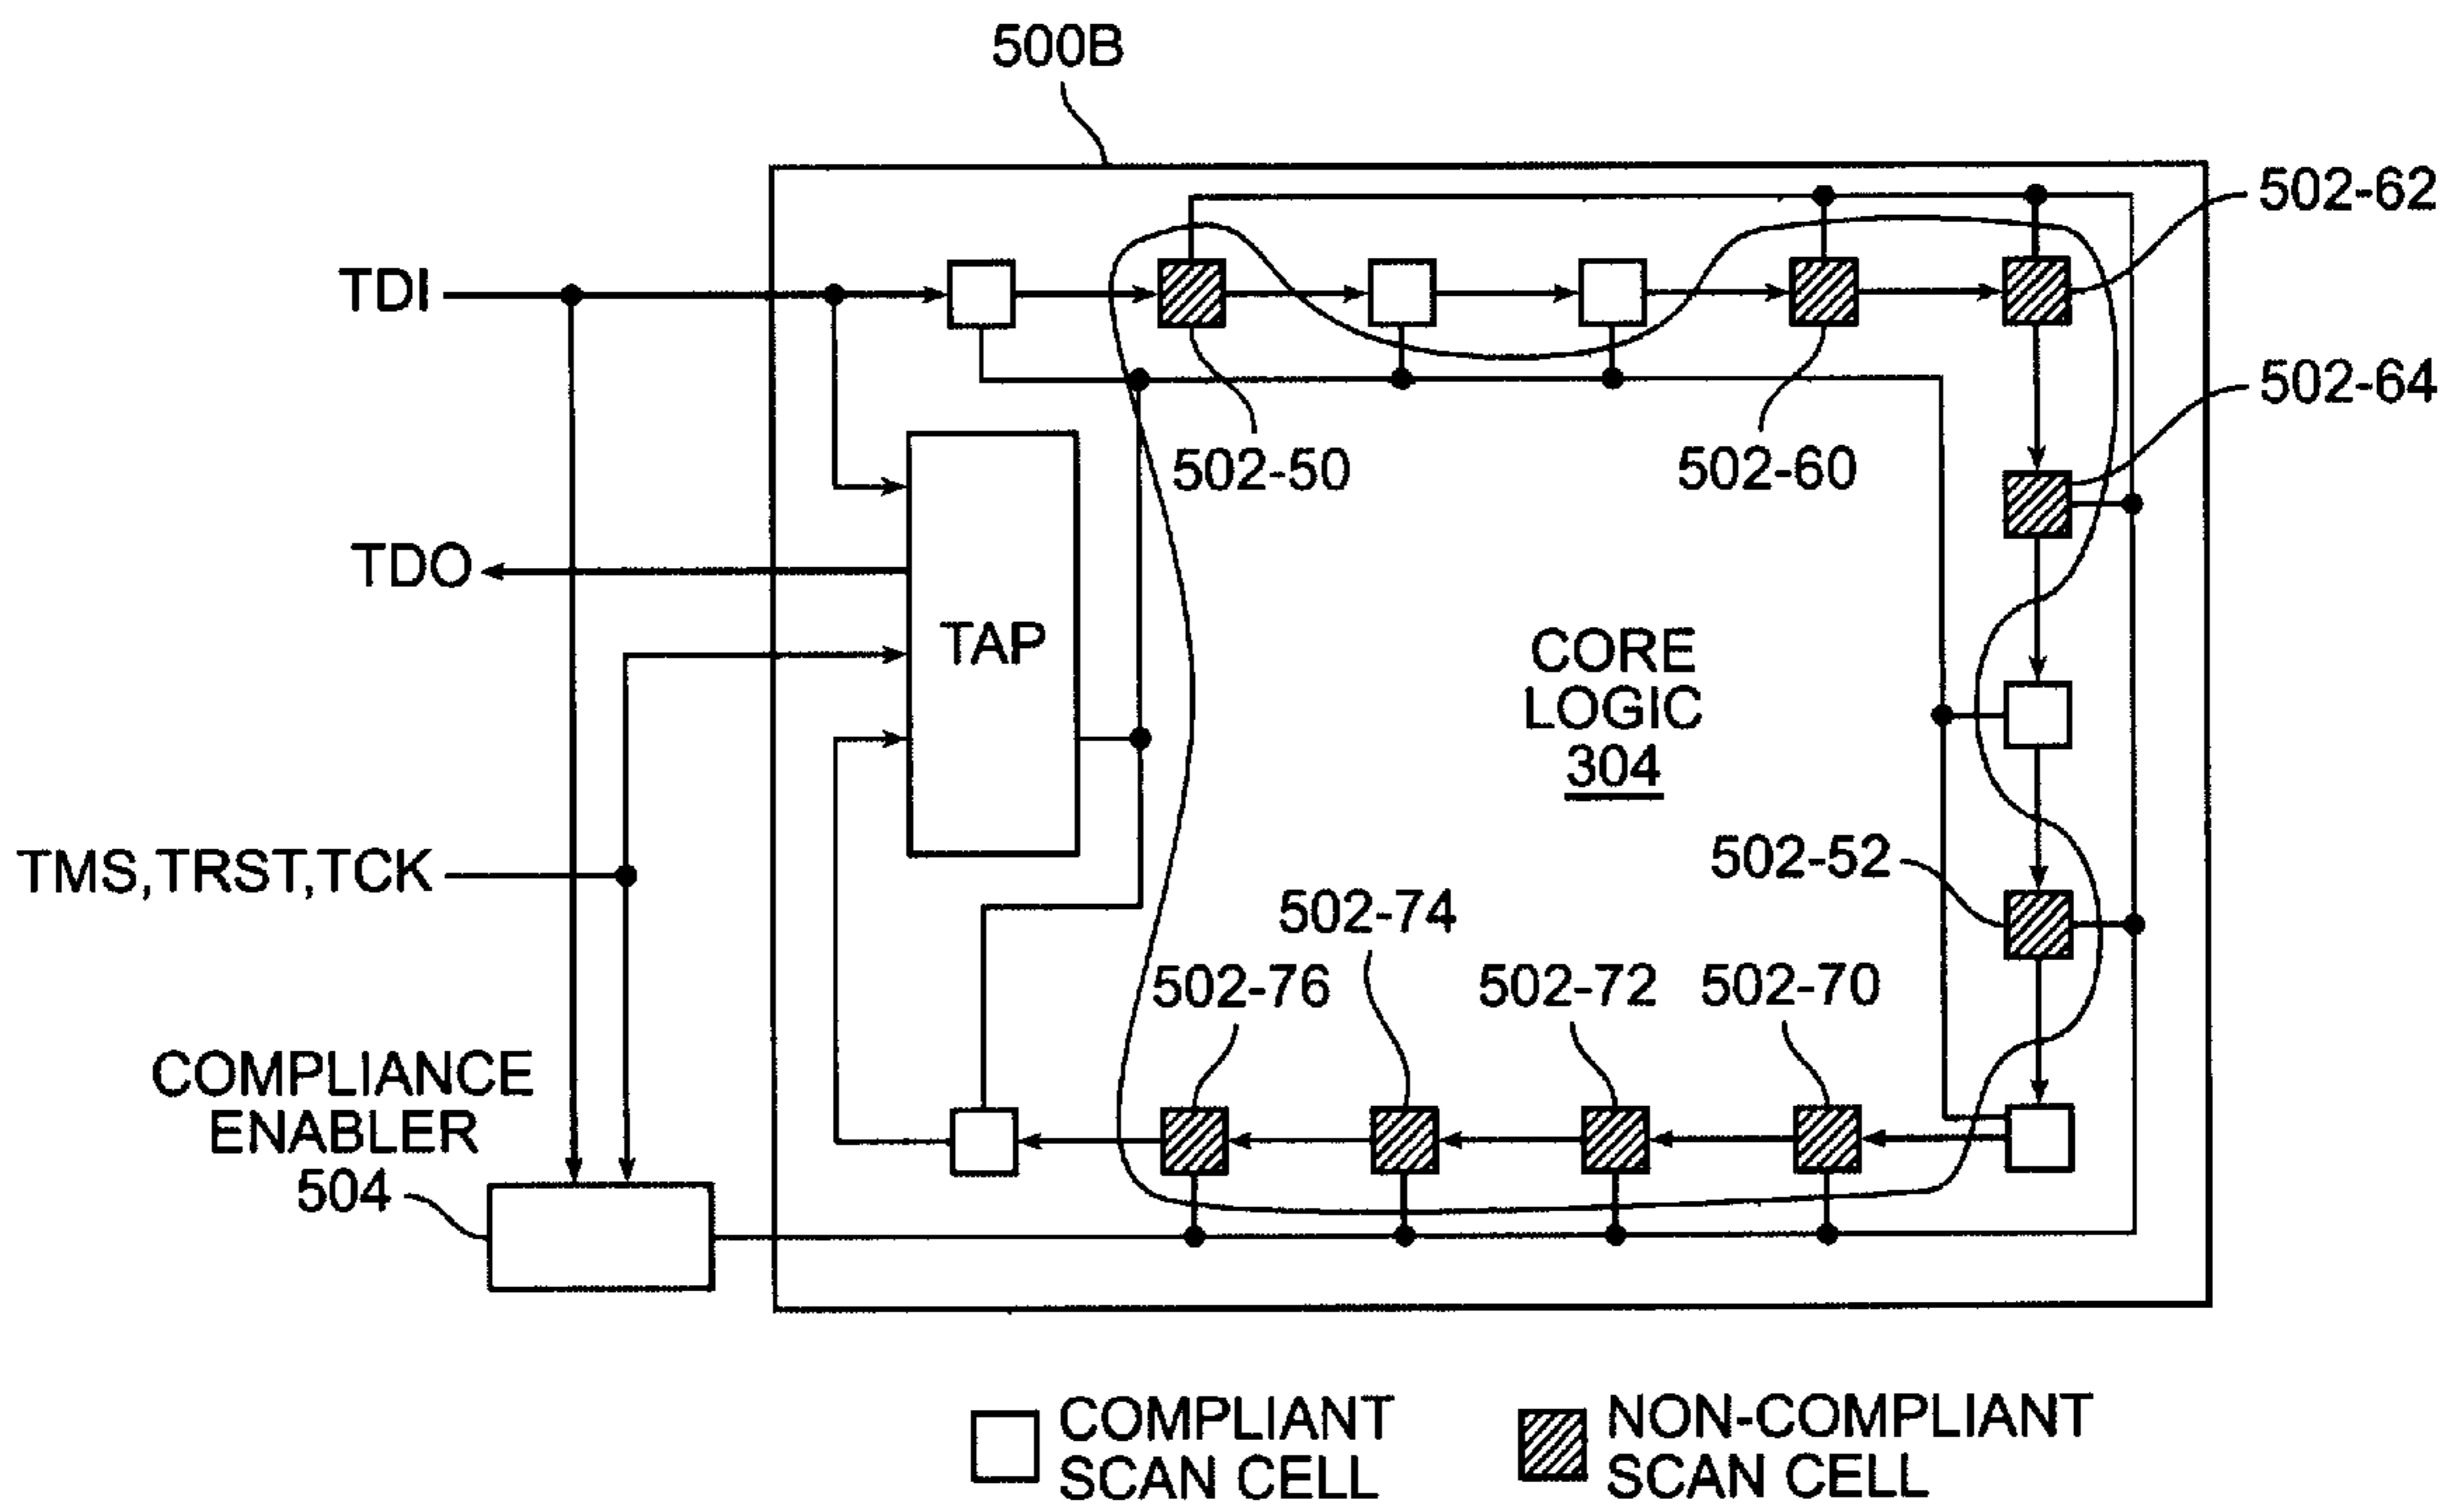 500B
502-62
TDI
502-64
502-50
502-60
TDO
TAP
CORE
LOGIC
304
TMS,TRST,TCK
502-52
502-74
502-76
502-72
502-70
COMPLIANCE
ENABLER
504
COMPLIANT
SCAN CELL
NON-COMPLIANT
SCAN CELL